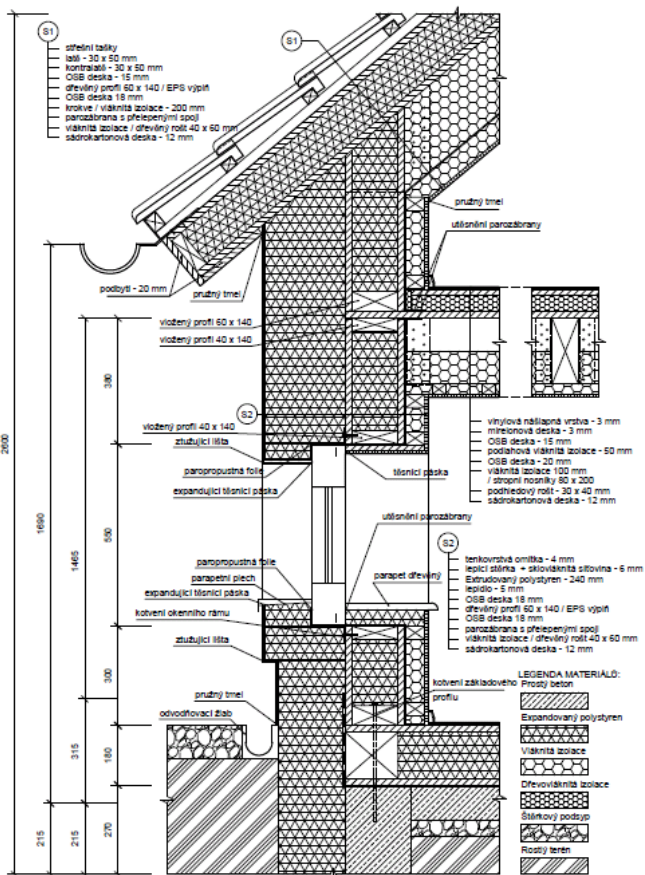 S1
střešní tašky
latě - 30 x 50 mm
kontralatě - 30 x 50 mm
OSB deska - 15 mm
dřevěný profil 60 x 140 / EPS výplň
OSB deska 18 mm
krokve / vláknitá izolace - 200 mm
parozábrana s přelepenými spoji
vláknitá izolace / dřevěný rošt 40 x 60 mm
sádrokartonová deska - 12 mm
S1
pružný tmel
utěsnění parozábrany
podbytí - 20 mm
pružný tmel
vložený profil 60 x 140
vložený profil 40 x 140
S2
vložený profil 40 x 140
ztužující lišta
paropropustná folie
expandující těsnící páska
těsnící páska
vinylová nášlapná vrstva - 3 mm
mirelonová deska - 3 mm
OSB deska - 15 mm
podlahová vláknitá izolace - 50 mm
OSB deska - 20 mm
vláknitá izolace 100 mm
/ stropní nosníky 80 x 200
podhledový rošt - 30 x 40 mm
sádrokartonová deska - 12 mm
utěsnění parozábrany
S2
tenkovrstvá omítka - 4 mm
lepící stěrka + sklovláknitá síťovina - 6 mm
Extrudovaný polystyren - 240 mm
lepidlo - 5 mm
OSB deska 18 mm
dřevěný profil 60 x 140 / EPS výplň
OSB deska 18 mm
parozábrana s přelepenými spoji
vláknitá izolace / dřevěný rošt 40 x 60 mm
sádrokartonová deska - 12 mm
paropropustná folie
parapetní plech
expandující těsnící páska
kotvení okenního rámu
parapet dřevěný
ztužující lišta
pružný tmel
odvodňovací žlab
kotvení základového
profilu
LEGENDA MATERIÁLŮ:
Prostý beton
Expandovaný polystyren
Vláknitá izolace
Dřevovláknitá izolace
Štěrkový podsyp
Rostlý terén
2600
1690
215
1465
315
215
380
550
300
180
270